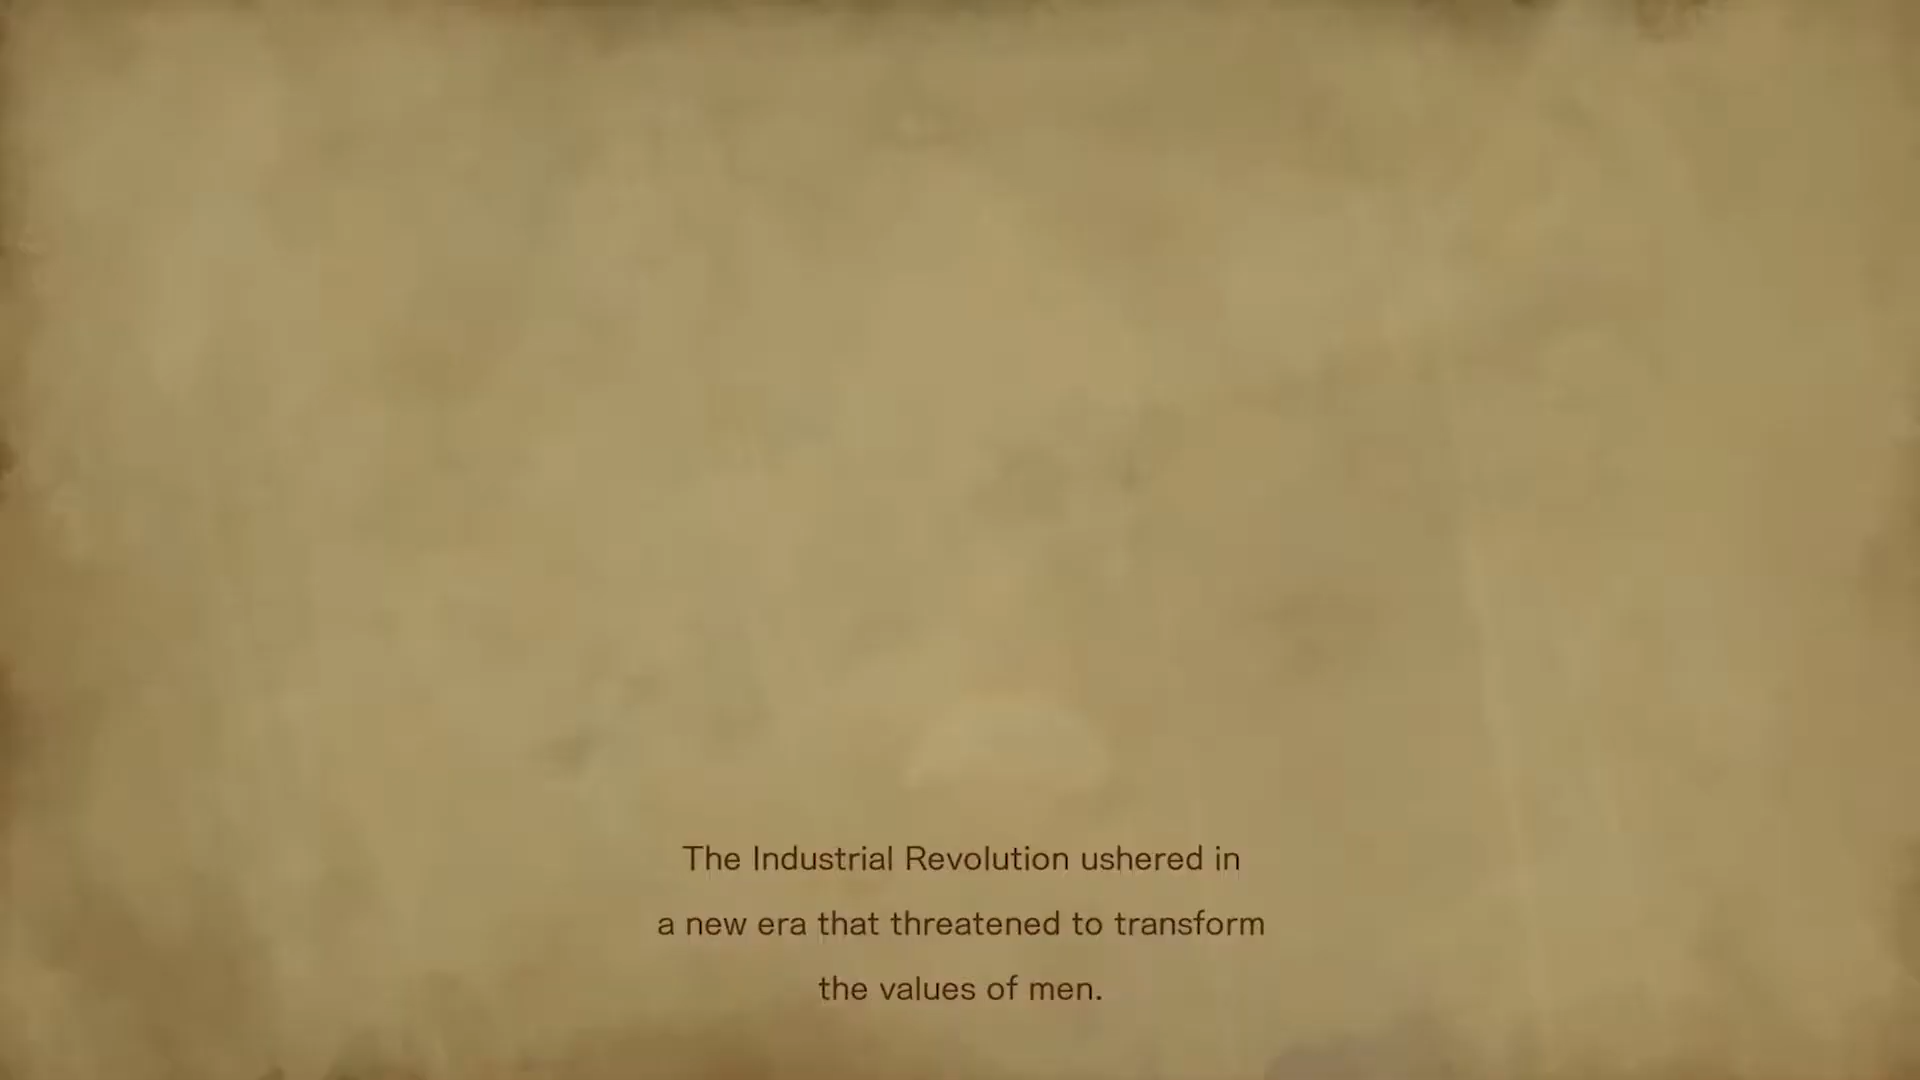 The Industrial Revolution ushered in
a new era that threatened to transform
the values of men.